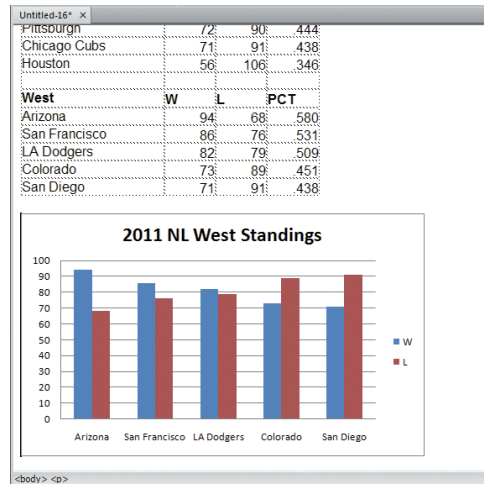 Untitled-16* ×
Pittsburgh 72 90 .444
Chicago Cubs 71 91 .438
Houston 56 106 .346
West W L PCT
Arizona 94 68 .580
San Francisco 86 76 .531
LA Dodgers 82 79 .509
Colorado 73 89 .451
San Diego 71 91 .438
2011 NL West Standings
100
90
80
70
60
50
40
30
20
10
0
W
L
Arizona San Francisco LA Dodgers Colorado San Diego
<body> <p>